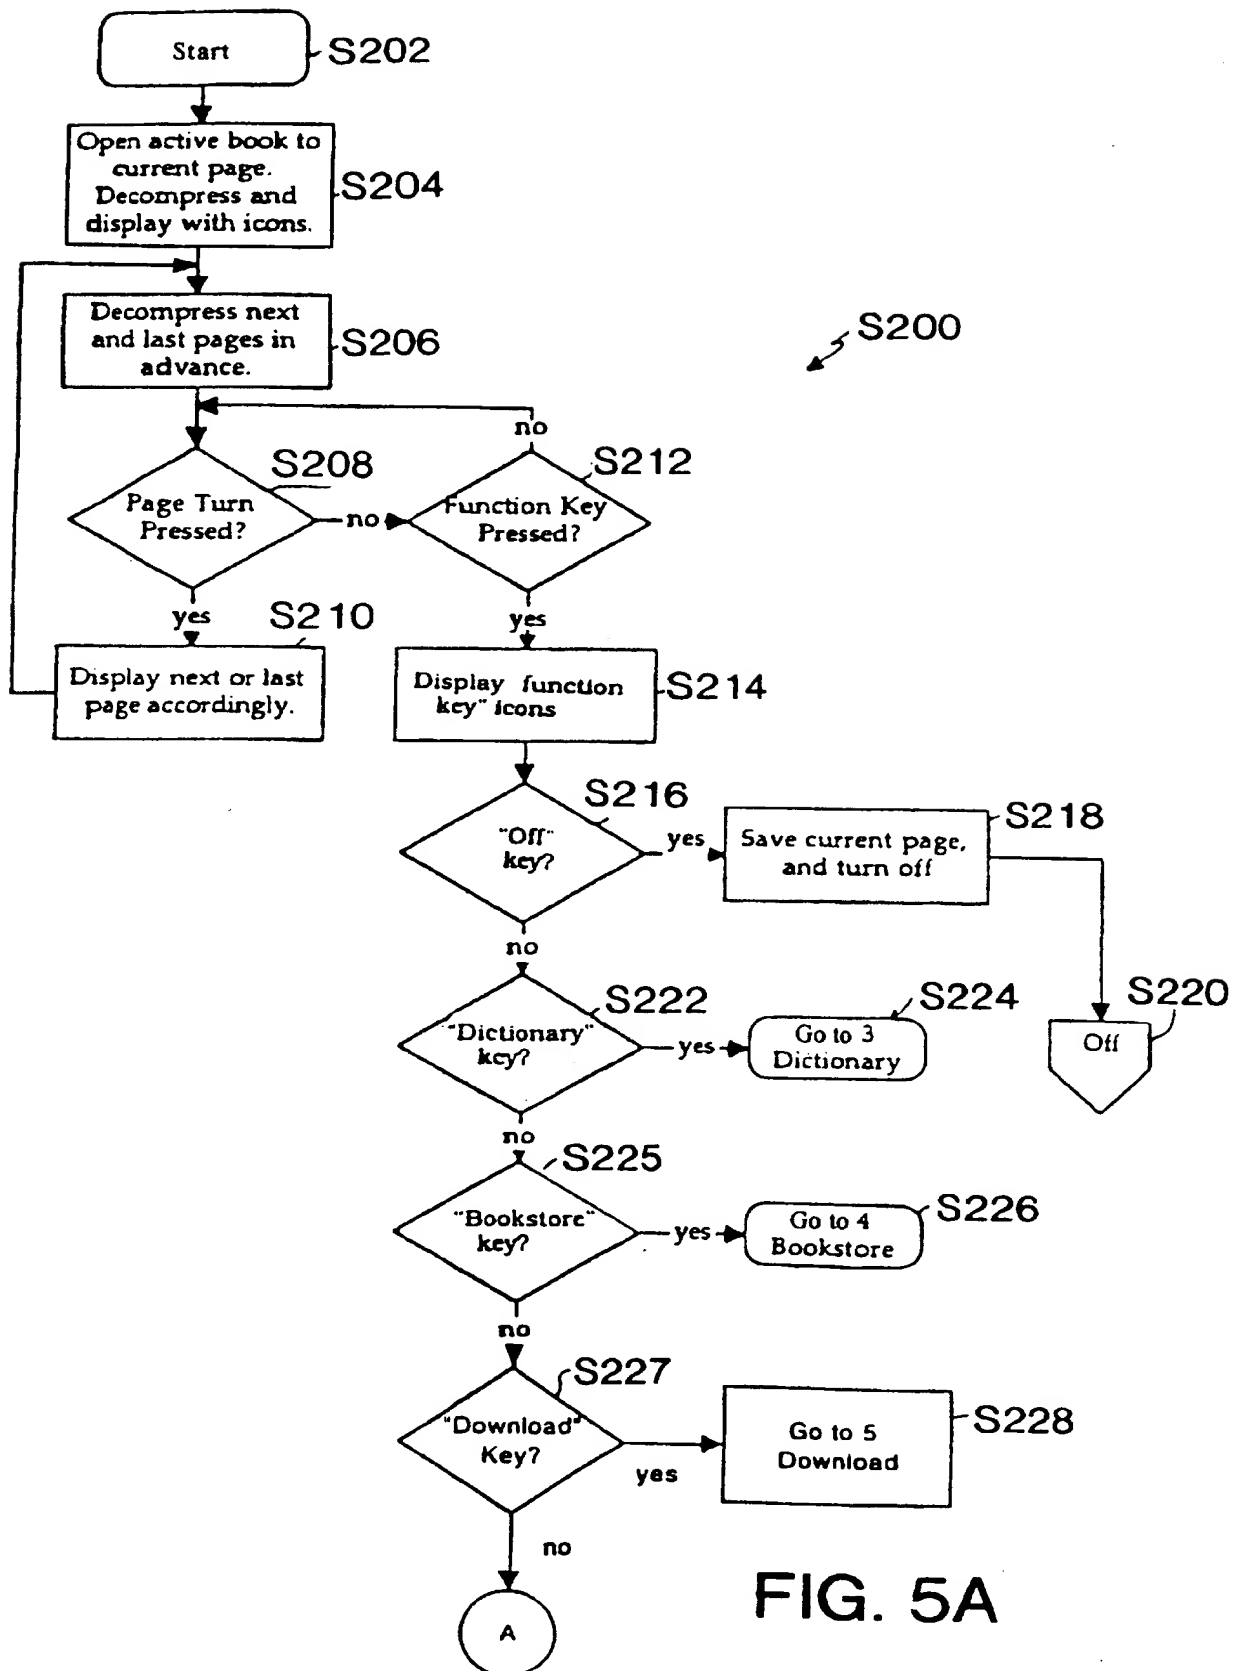 Start
S202
Open active book to
current page.
Decompress and
display with icons.
S204
Decompress next
and last pages in
advance.
S206
S200
no
S208
S212
Page Turn
Pressed?
no
Function Key
Pressed?
yes
S210
yes
Display next or last
page accordingly.
Display function
key" icons
S214
S216
"Off"
key?
yes
Save current page,
and turn off
S218
no
S222
"Dictionary"
key?
yes
S224
Go to 3
Dictionary
S220
Off
no
S225
"Bookstore"
key?
yes
Go to 4
Bookstore
S226
no
S227
"Download"
Key?
yes
Go to 5
Download
S228
no
A
FIG. 5A